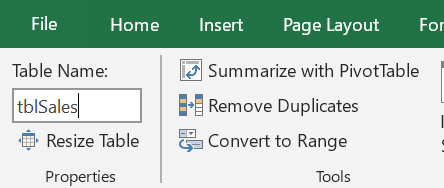 File Home Insert Page Layout Fo
Table Name:
tblSales
Resize Table
Properties
Summarize with PivotTable
Remove Duplicates
Convert to Range
Tools